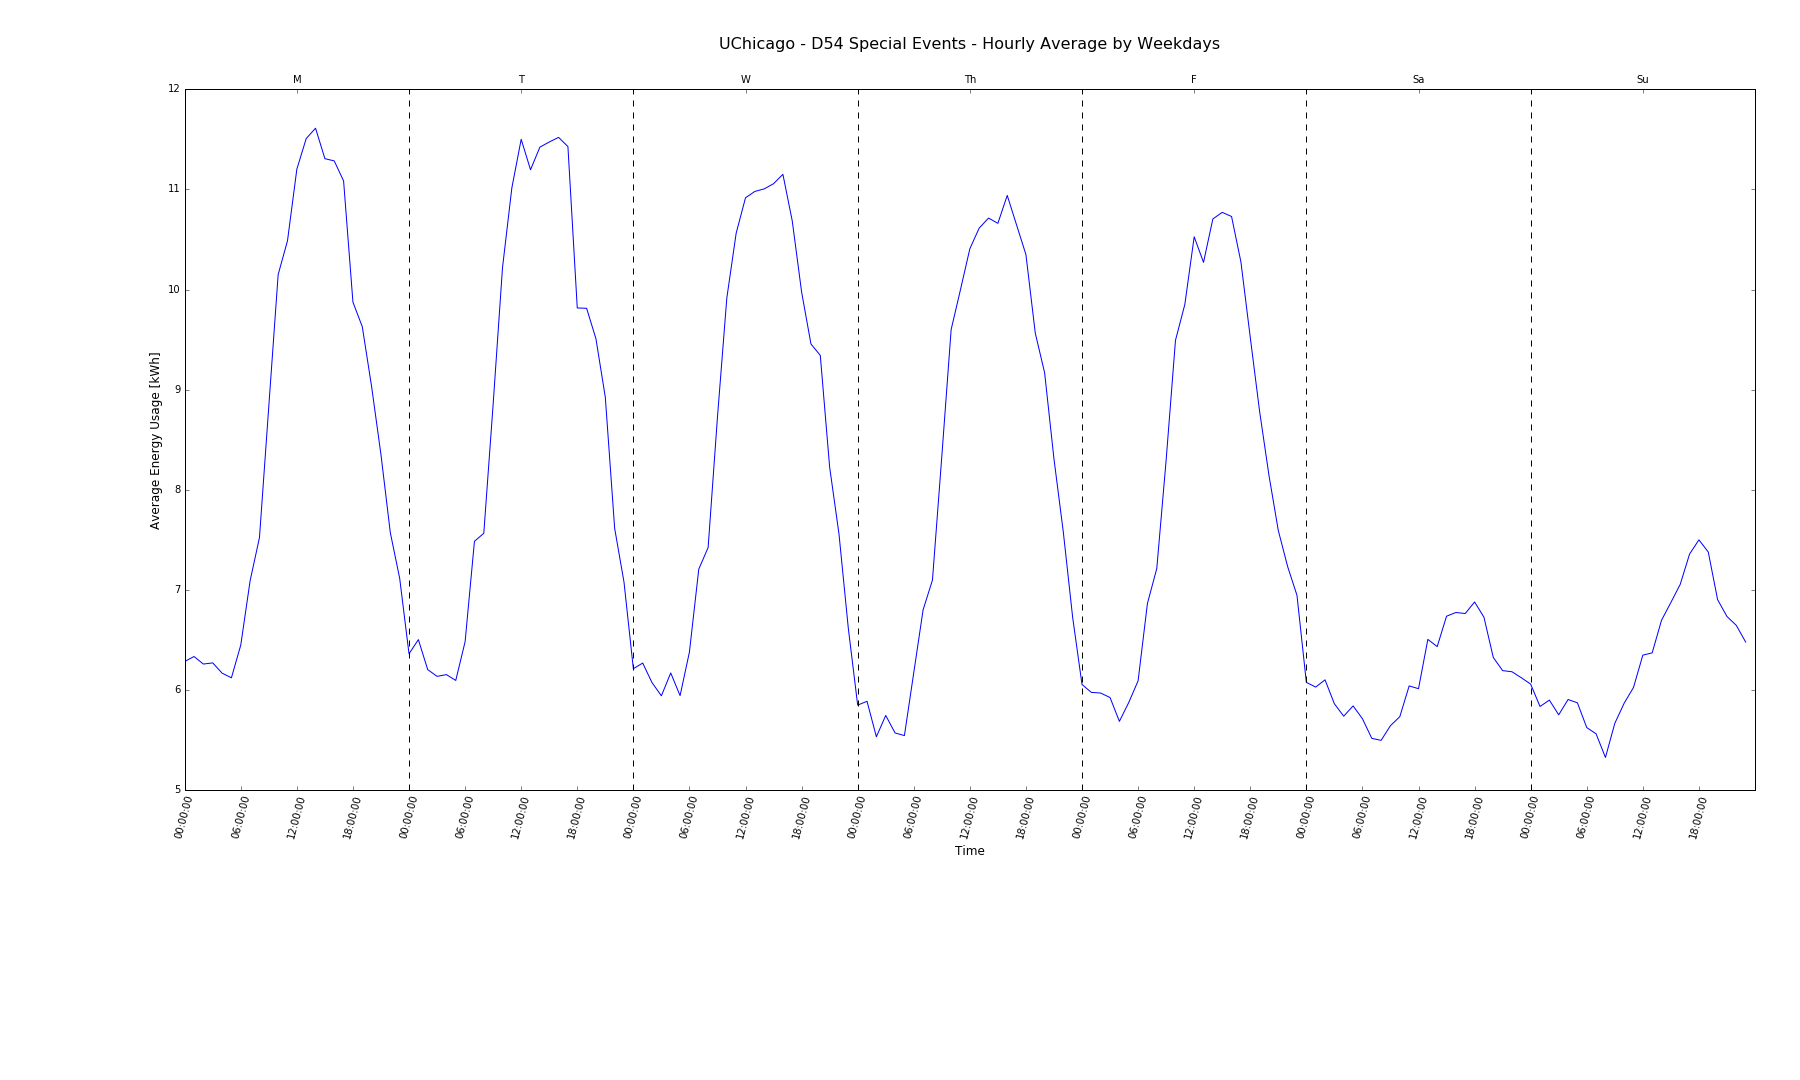 UChicago - D54 Special Events - Hourly Average by Weekdays
M T W Th F Sa Su
12
11
10
9
8
7
6
5
Average Energy Usage [kWh]
00:00:00 06:00:00 12:00:00 18:00:00 00:00:00 06:00:00 12:00:00 18:00:00 00:00:00 06:00:00 12:00:00 18:00:00 00:00:00 06:00:00 12:00:00 18:00:00 00:00:00 06:00:00 12:00:00 18:00:00 00:00:00 06:00:00 12:00:00 18:00:00 00:00:00 06:00:00 12:00:00 18:00:00
Time